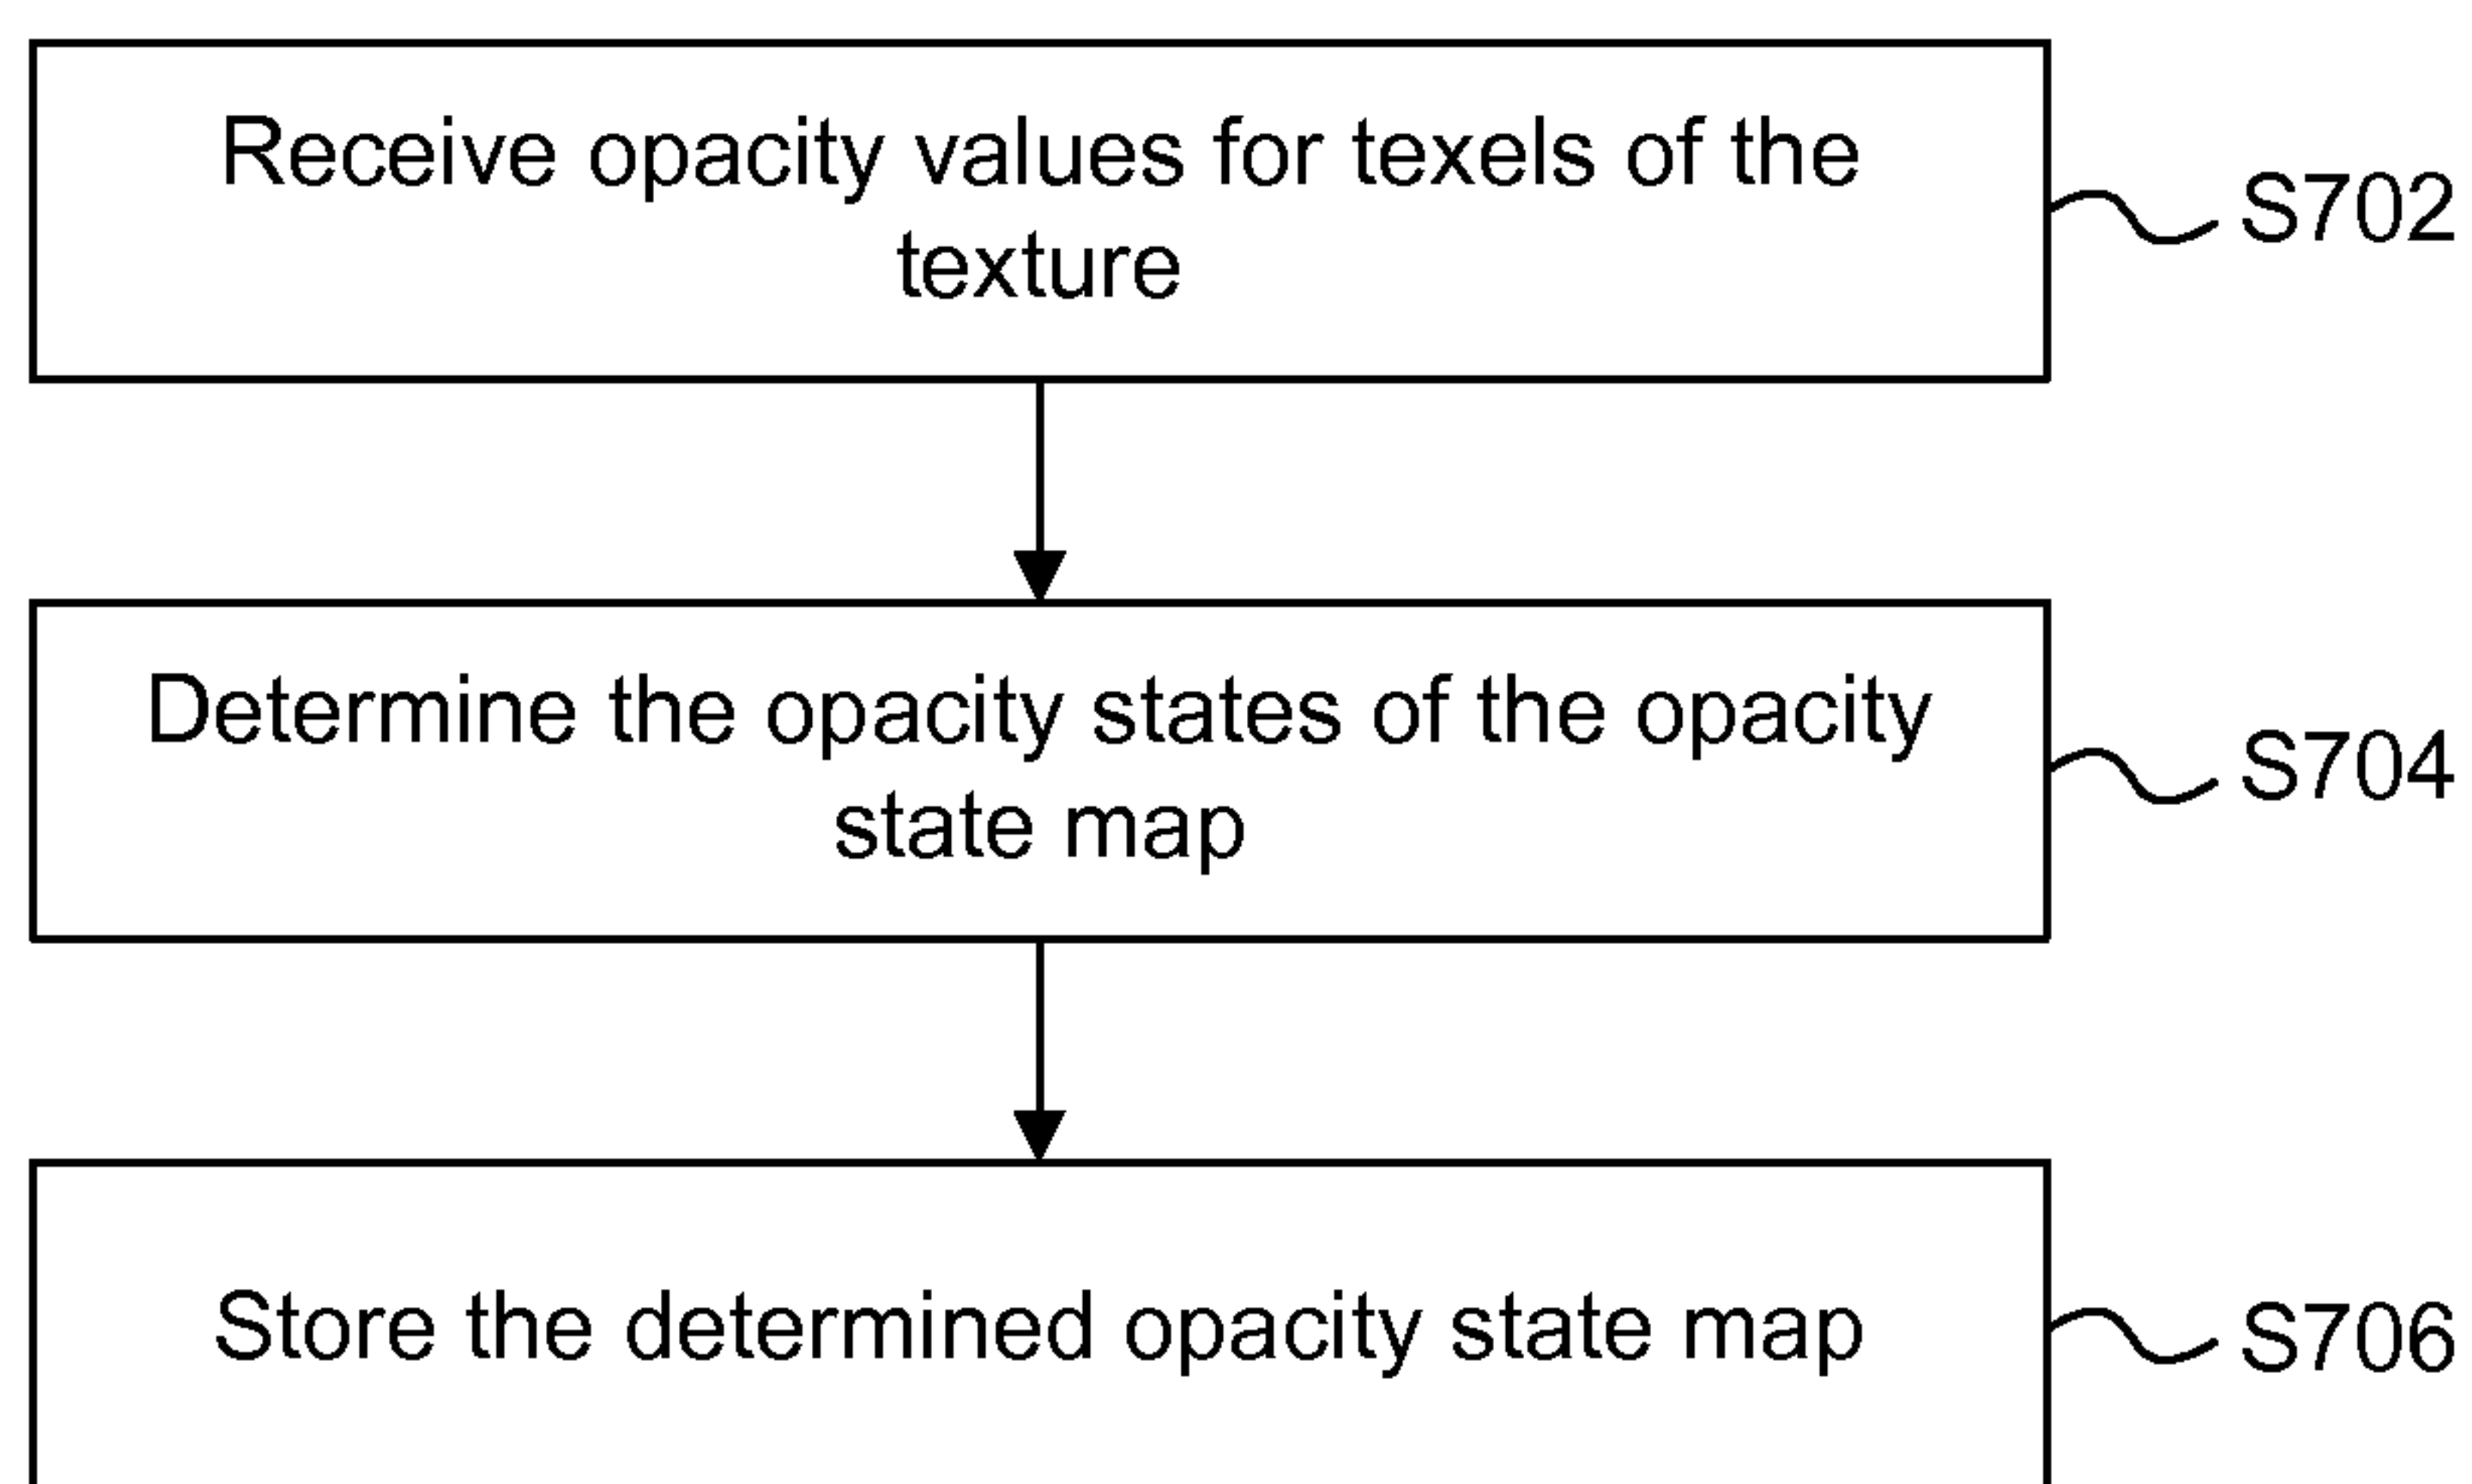 Receive opacity values for texels of the
texture
S702
Determine the opacity states of the opacity
state map
S704
Store the determined opacity state map
S706